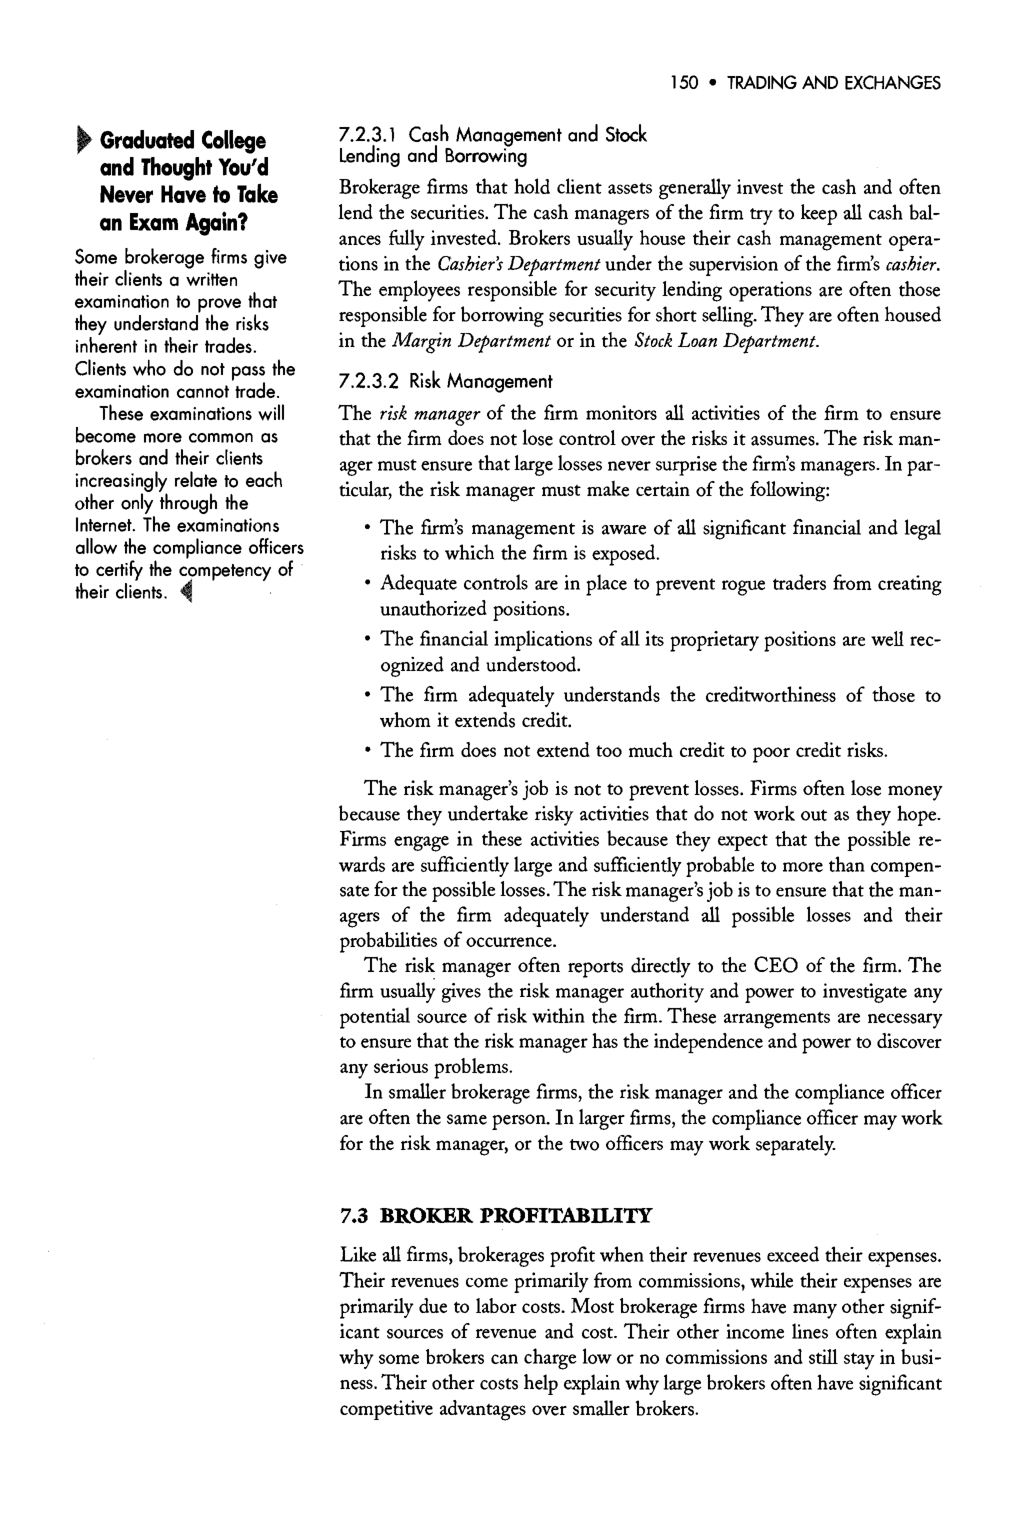 150 • TRADING AND EXCHANGES
Graduated College
and Thought You'd
Never Have to Take
an Exam Again?
Some brokerage firms give
their clients a written
examination to prove that
they understand the risks
inherent in their trades.
Clients who do not pass the
examination cannot trade.
These examinations will
become more common as
brokers and their clients
increasingly relate to each
other only through the
Internet. The examinations
allow the compliance officers
to certify the competency of
their clients.
7.2.3.1 Cash Management and Stock
Lending and Borrowing
Brokerage firms that hold client assets generally invest the cash and often
lend the securities. The cash managers of the firm try to keep all cash bal-
ances fully invested. Brokers usually house their cash management opera-
tions in the Cashier's Department under the supervision of the firm's cashier.
The employees responsible for security lending operations are often those
responsible for borrowing securities for short selling. They are often housed
in the Margin Department or in the Stock Loan Department.
7.2.3.2 Risk Management
The risk manager of the firm monitors all activities of the firm to ensure
that the firm does not lose control over the risks it assumes. The risk man-
ager must ensure that large losses never surprise the firm's managers. In par-
ticular, the risk manager must make certain of the following:
• The firm's management is aware of all significant financial and legal
risks to which the firm is exposed.
• Adequate controls are in place to prevent rogue traders from creating
unauthorized positions.
• The financial implications of all its proprietary positions are well rec-
ognized and understood.
• The firm adequately understands the creditworthiness of those to
whom it extends credit.
• The firm does not extend too much credit to poor credit risks.
The risk manager's job is not to prevent losses. Firms often lose money
because they undertake risky activities that do not work out as they hope.
Firms engage in these activities because they expect that the possible re-
wards are sufficiently large and sufficiently probable to more than compen-
sate for the possible losses. The risk manager's job is to ensure that the man-
agers of the firm adequately understand all possible losses and their
probabilities of occurrence.
The risk manager often reports directly to the CEO of the firm. The
firm usually gives the risk manager authority and power to investigate any
potential source of risk within the firm. These arrangements are necessary
to ensure that the risk manager has the independence and power to discover
any serious problems.
In smaller brokerage firms, the risk manager and the compliance officer
are often the same person. In larger firms, the compliance officer may work
for the risk manager, or the two officers may work separately.
7.3 BROKER PROFITABILITY
Like all firms, brokerages profit when their revenues exceed their expenses.
Their revenues come primarily from commissions, while their expenses are
primarily due to labor costs. Most brokerage firms have many other signif-
icant sources of revenue and cost. Their other income lines often explain
why some brokers can charge low or no commissions and still stay in busi-
ness. Their other costs help explain why large brokers often have significant
competitive advantages over smaller brokers.